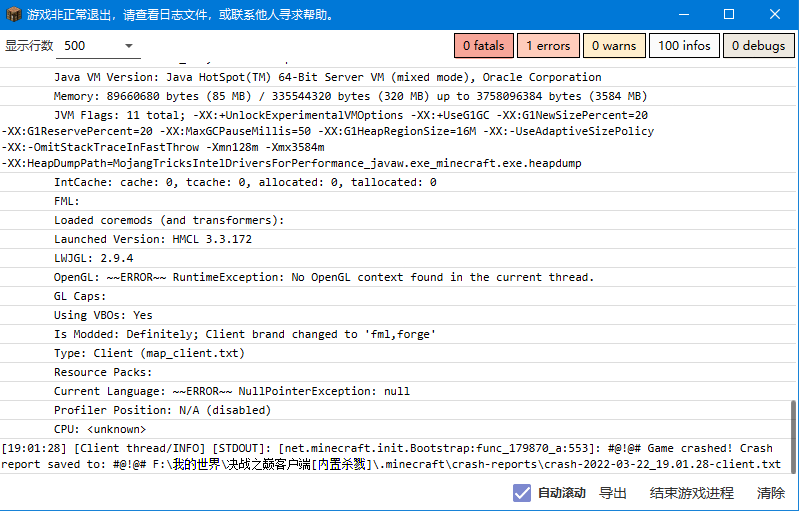 游戏非正常退出，请查看日志文件，或联系他人寻求帮助。
显示行数 500 0 fatals 1 errors 0 warns 100 infos 0 debugs
Java VM Version: Java HotSpot(TM) 64-Bit Server VM (mixed mode), Oracle Corporation
Memory: 89660680 bytes (85 MB) / 335544320 bytes (320 MB) up to 3758096384 bytes (3584 MB)
JVM Flags: 11 total; -XX:+UnlockExperimentalVMOptions -XX:+UseG1GC -XX:G1NewSizePercent=20
-XX:G1ReservePercent=20 -XX:MaxGCPauseMillis=50 -XX:G1HeapRegionSize=16M -XX:-UseAdaptiveSizePolicy
-XX:-OmitStackTraceInFastThrow -Xmn128m -Xmx3584m
-XX:HeapDumpPath=MojangTricksIntelDriversForPerformance_javaw.exe_minecraft.exe.heapdump
IntCache: cache: 0, tcache: 0, allocated: 0, tallocated: 0
FML:
Loaded coremods (and transformers):
Launched Version: HMCL 3.3.172
LWJGL: 2.9.4
OpenGL: ~~ERROR~~ RuntimeException: No OpenGL context found in the current thread.
GL Caps:
Using VBOs: Yes
Is Modded: Definitely; Client brand changed to 'fml,forge'
Type: Client (map_client.txt)
Resource Packs:
Current Language: ~~ERROR~~ NullPointerException: null
Profiler Position: N/A (disabled)
CPU: <unknown>
[19:01:28] [Client thread/INFO] [STDOUT]: [net.minecraft.init.Bootstrap:func_179870_a:553]: #@!@# Game crashed! Crash
report saved to: #@!@# F:\我的世界\决战之巅客户端[内置杀戮]\.minecraft\crash-reports\crash-2022-03-22_19.01.28-client.txt
自动滚动 导出 结束游戏进程 清除